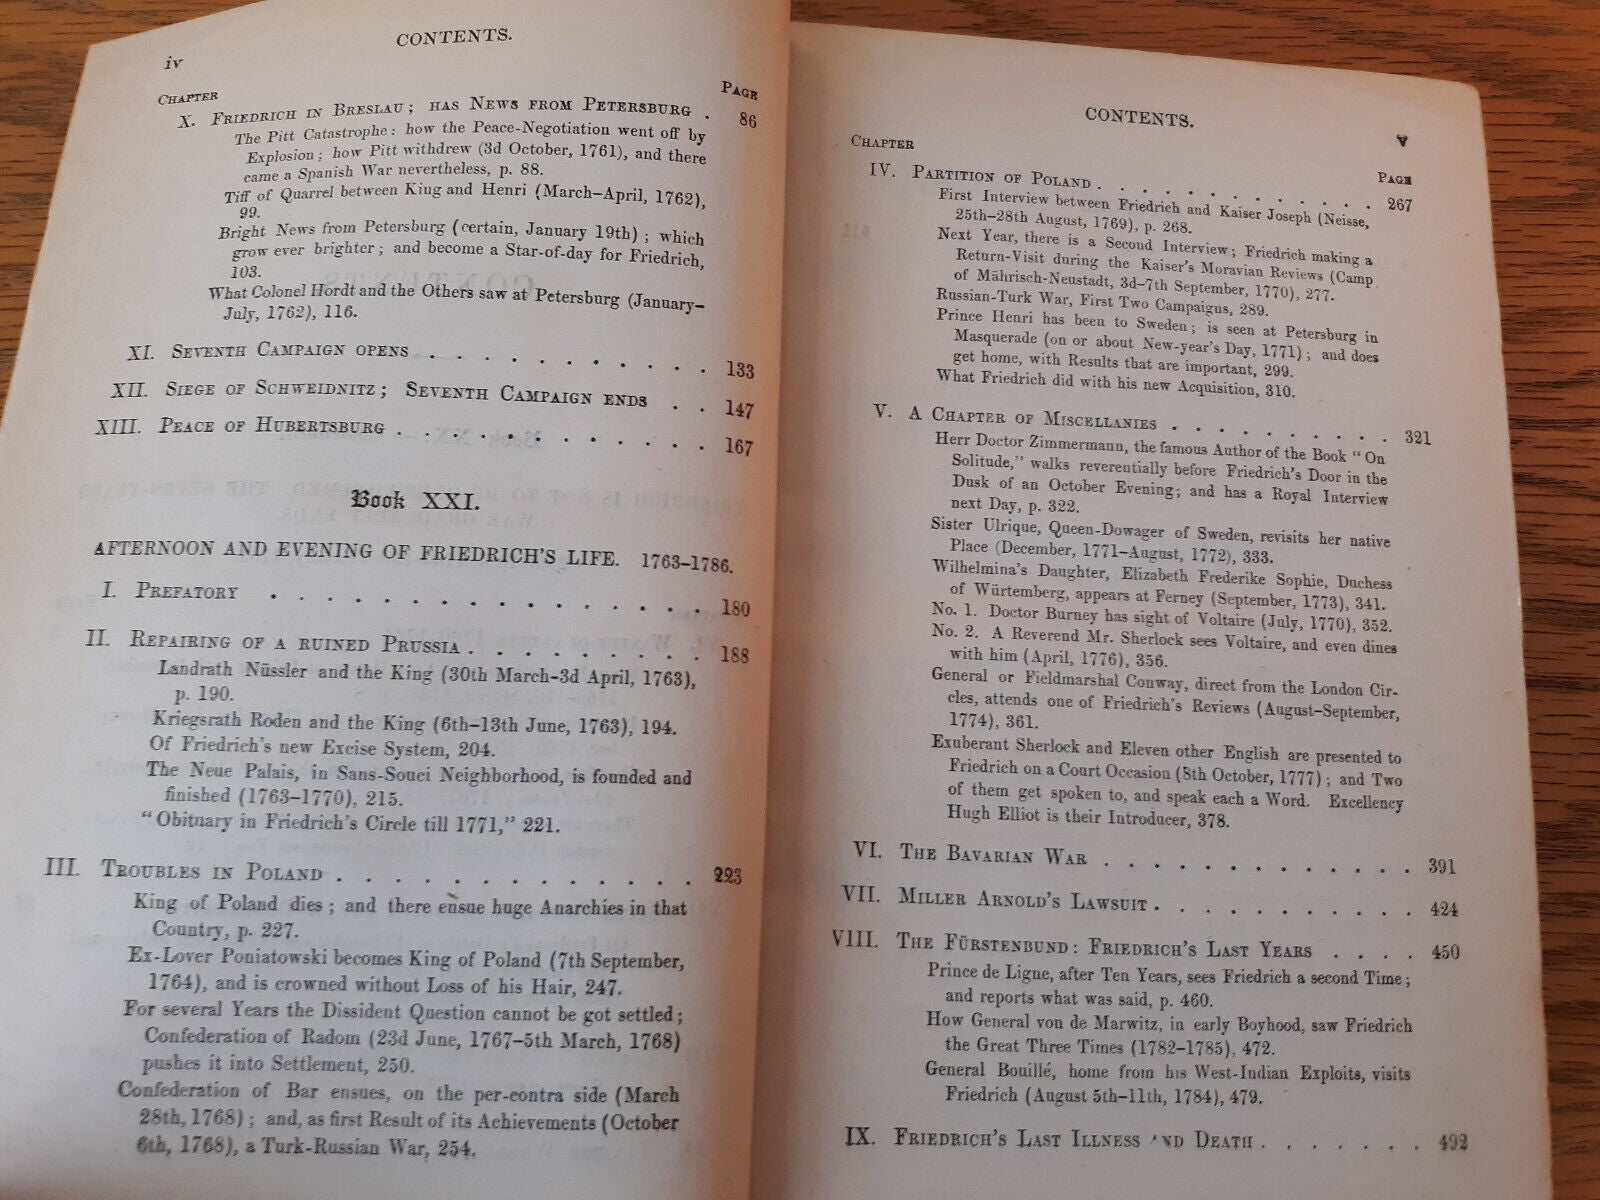 CONTENTS.
iv
CHAPTER
PAGE
X. FRIEDRICH IN BRESLAU; HAS NEWS FROM PETERSBURG . 86
The Pitt Catastrophe: how the Peace-Negotiation went off by
Explosion; how Pitt withdrew (3d October, 1761), and there
came a Spanish War nevertheless, p. 88.
Tiff of Quarrel between King and Henri (March–April, 1762),
99.
Bright News from Petersburg (certain, January 19th); which
grow ever brighter; and become a Star-of-day for Friedrich,
103.
What Colonel Hordt and the Others saw at Petersburg (January–
July, 1762), 116.
XI. SEVENTH CAMPAIGN OPENS . . . . . . . . 133
XII. SIEGE OF SCHWEIDNITZ; SEVENTH CAMPAIGN ENDS . . 147
XIII. PEACE OF HUBERTSBURG . . . . . . . . . . 167
Book XXI.
AFTERNOON AND EVENING OF FRIEDRICH'S LIFE. 1763–1786.
I. PREFATORY . . . . . . . . . . . . . . . . 180
II. REPAIRING OF A RUINED PRUSSIA . . . . . . . . . 188
Landrath Nüssler and the King (30th March–3d April, 1763),
p. 190.
Kriegsrath Roden and the King (6th–13th June, 1763), 194.
Of Friedrich's new Excise System, 204.
The Neue Palais, in Sans-Souci Neighborhood, is founded and
finished (1763–1770), 215.
"Obituary in Friedrich's Circle till 1771," 221.
III. TROUBLES IN POLAND . . . . . . . . . . . . . 223
King of Poland dies; and there ensue huge Anarchies in that
Country, p. 227.
Ex-Lover Poniatowski becomes King of Poland (7th September,
1764), and is crowned without Loss of his Hair, 247.
For several Years the Dissident Question cannot be got settled;
Confederation of Radom (23d June, 1767–5th March, 1768)
pushes it into Settlement, 250.
Confederation of Bar ensues, on the per-contra side (March
28th, 1768); and, as first Result of its Achievements (October
6th, 1768), a Turk-Russian War, 254.
CONTENTS.
v
CHAPTER
PAGE
IV. PARTITION OF POLAND . . . . . . . . . . . . . 267
First Interview between Friedrich and Kaiser Joseph (Neisse,
25th–28th August, 1769), p. 268.
Next Year, there is a Second Interview; Friedrich making a
Return-Visit during the Kaiser's Moravian Reviews (Camp
of Mährisch-Neustadt, 3d–7th September, 1770), 277.
Russian-Turk War, First Two Campaigns, 289.
Prince Henri has been to Sweden; is seen at Petersburg in
Masquerade (on or about New-year's Day, 1771); and does
get home, with Results that are important, 299.
What Friedrich did with his new Acquisition, 310.
V. A CHAPTER OF MISCELLANIES . . . . . . . . . 321
Herr Doctor Zimmermann, the famous Author of the Book "On
Solitude," walks reverentially before Friedrich's Door in the
Dusk of an October Evening; and has a Royal Interview
next Day, p. 322.
Sister Ulrique, Queen-Dowager of Sweden, revisits her native
Place (December, 1771–August, 1772), 333.
Wilhelmina's Daughter, Elizabeth Frederike Sophie, Duchess
of Würtemberg, appears at Ferney (September, 1773), 341.
No. 1. Doctor Burney has sight of Voltaire (July, 1770), 352.
No. 2. A Reverend Mr. Sherlock sees Voltaire, and even dines
with him (April, 1776), 356.
General or Fieldmarshal Conway, direct from the London Cir-
cles, attends one of Friedrich's Reviews (August–September,
1774), 361.
Exuberant Sherlock and Eleven other English are presented to
Friedrich on a Court Occasion (8th October, 1777); and Two
of them get spoken to, and speak each a Word. Excellency
Hugh Elliot is their Introducer, 378.
VI. THE BAVARIAN WAR . . . . . . . . . . . . . 391
VII. MILLER ARNOLD'S LAWSUIT . . . . . . . . . . . 424
VIII. THE FÜRSTENBUND: FRIEDRICH'S LAST YEARS . . . . 450
Prince de Ligne, after Ten Years, sees Friedrich a second Time;
and reports what was said, p. 460.
How General von de Marwitz, in early Boyhood, saw Friedrich
the Great Three Times (1782–1785), 472.
General Bouillé, home from his West-Indian Exploits, visits
Friedrich (August 5th–11th, 1784), 479.
IX. FRIEDRICH'S LAST ILLNESS AND DEATH . . . . . . . 492